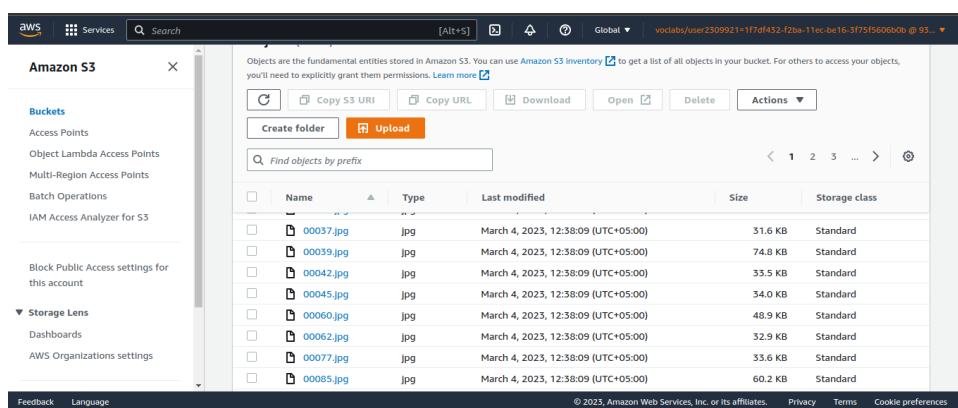 aws Services Search [Alt+S] Global ▼ voclabs/user2309921=1f7df432-f2ba-11ec-be16-3f75f5606b0b @ 93... ▼
Amazon S3
Buckets
Access Points
Object Lambda Access Points
Multi-Region Access Points
Batch Operations
IAM Access Analyzer for S3
Block Public Access settings for
this account
▼ Storage Lens
Dashboards
AWS Organizations settings
Objects are the fundamental entities stored in Amazon S3. You can use Amazon S3 inventory to get a list of all objects in your bucket. For others to access your objects,
you'll need to explicitly grant them permissions. Learn more
Copy S3 URI Copy URL Download Open Delete Actions ▼
Create folder Upload
Find objects by prefix < 1 2 3 ... >
Name ▲ Type Last modified Size Storage class
00037.jpg jpg March 4, 2023, 12:38:09 (UTC+05:00) 31.6 KB Standard
00039.jpg jpg March 4, 2023, 12:38:09 (UTC+05:00) 74.8 KB Standard
00042.jpg jpg March 4, 2023, 12:38:09 (UTC+05:00) 33.5 KB Standard
00045.jpg jpg March 4, 2023, 12:38:09 (UTC+05:00) 34.0 KB Standard
00060.jpg jpg March 4, 2023, 12:38:09 (UTC+05:00) 48.9 KB Standard
00062.jpg jpg March 4, 2023, 12:38:09 (UTC+05:00) 32.9 KB Standard
00077.jpg jpg March 4, 2023, 12:38:09 (UTC+05:00) 33.6 KB Standard
00085.jpg jpg March 4, 2023, 12:38:09 (UTC+05:00) 60.2 KB Standard
Feedback Language © 2023, Amazon Web Services, Inc. or its affiliates. Privacy Terms Cookie preferences